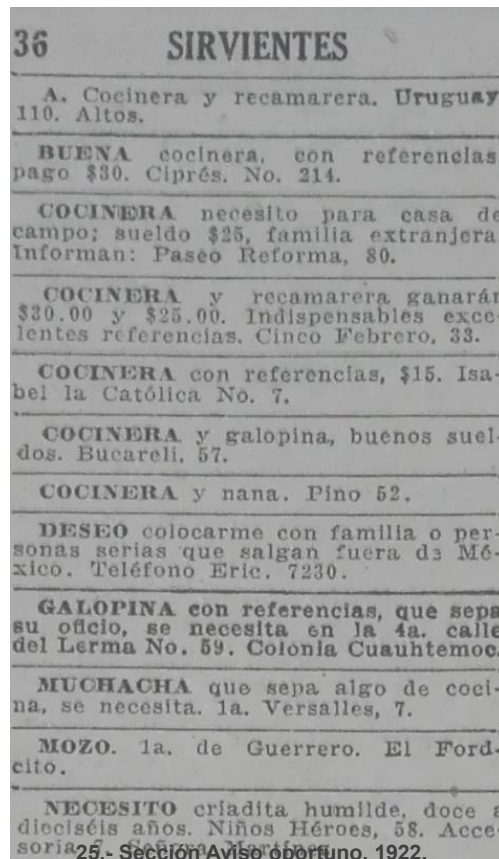 36 SIRVIENTES
A. Cocinera y recamarera. Uruguay
110. Altos.
BUENA cocinera, con referencias
pago $30. Ciprés. No. 214.
COCINERA necesito para casa de
campo; sueldo $25, familia extranjera
Informan: Paseo Reforma, 80.
COCINERA y recamarera ganarán
$30.00 y $25.00. Indispensables exce-
lentes referencias. Cinco Febrero, 33.
COCINERA con referencias, $15. Isa-
bel la Católica No. 7.
COCINERA y galopina, buenos suel-
dos. Bucareli, 57.
COCINERA y nana. Pino 52.
DESEO colocarme con familia o per-
sonas serias que salgan fuera de Mé-
xico. Teléfono Eric. 7230.
GALOPINA con referencias, que sepa
su oficio, se necesita en la 4a. calle
del Lerma No. 59. Colonia Cuauhtemoc.
MUCHACHA que sepa algo de coci-
na, se necesita. 1a. Versalles, 7.
MOZO. 1a. de Guerrero. El Ford-
cito.
NECESITO criadita humilde, doce a
dieciséis años. Niños Héroes, 58. Acce-
soria 7. Señora Martínez.
25.- Sección Aviso oportuno, 1922.